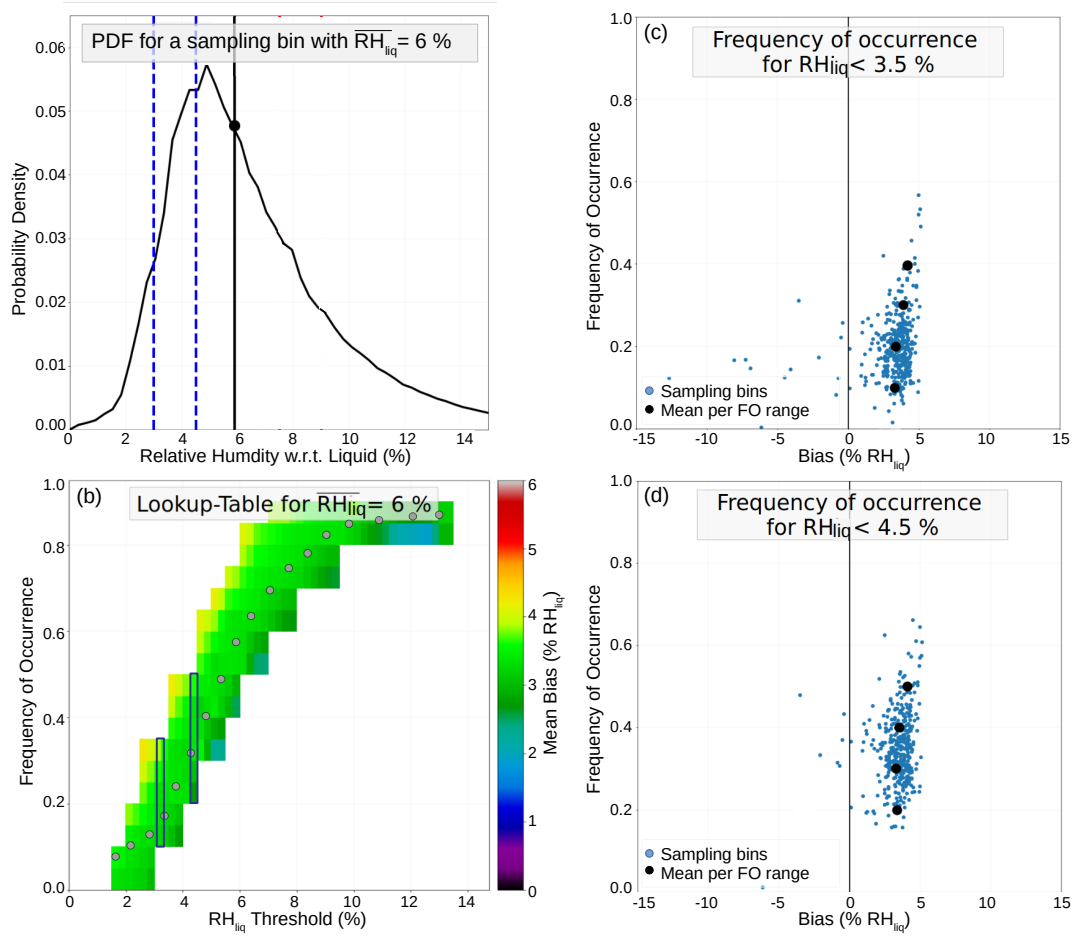 PDF for a sampling bin with RH̅liq = 6 %
0.06
0.05
0.04
0.03
0.02
0.01
0.00
Probability Density
0 2 4 6 8 10 12 14
Relative Humdity w.r.t. Liquid (%)
(c)
Frequency of occurrence
for RHliq< 3.5 %
1.0
0.8
0.6
0.4
0.2
0.0
Frequency of Occurrence
Sampling bins
Mean per FO range
-15 -10 -5 0 5 10 15
Bias (% RHliq)
(b)
Lookup-Table for RH̅liq= 6 %
1.0
0.8
0.6
0.4
0.2
0.0
Frequency of Occurrence
0 2 4 6 8 10 12 14
RHliq Threshold (%)
6
5
4
3
2
1
0
Mean Bias (% RHliq)
(d)
Frequency of occurrence
for RHliq< 4.5 %
1.0
0.8
0.6
0.4
0.2
0.0
Frequency of Occurrence
Sampling bins
Mean per FO range
-15 -10 -5 0 5 10 15
Bias (% RHliq)